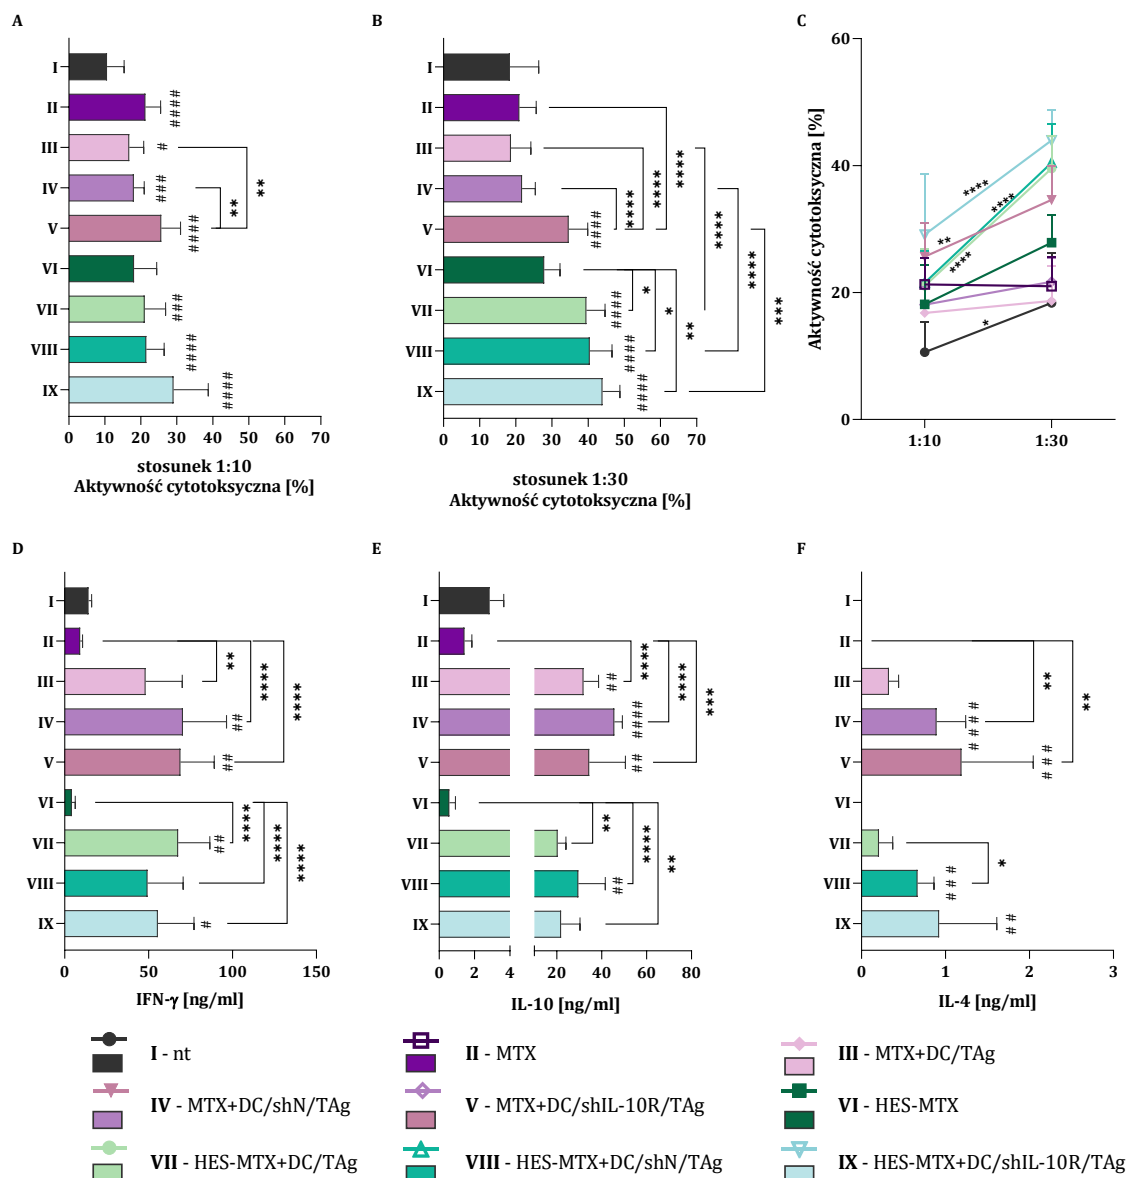 A
B
C
I
II
III
IV
V
VI
VII
VIII
IX
####
#
###
####
###
####
####
**
**
0 10 20 30 40 50 60 70
stosunek 1:10
Aktywność cytotoksyczna [%]
I
II
III
IV
V
VI
VII
VIII
IX
####
####
####
####
****
****
****
****
****
***
*
*
**
0 10 20 30 40 50 60 70
stosunek 1:30
Aktywność cytotoksyczna [%]
Aktywność cytotoksyczna [%]
60
40
20
0
****
****
**
****
*
1:10 1:30
D
E
F
I
II
III
IV
V
VI
VII
VIII
IX
##
##
##
#
**
****
****
****
****
****
0 50 100 150
IFN-γ [ng/ml]
I
II
III
IV
V
VI
VII
VIII
IX
##
####
##
##
****
****
***
**
****
**
0 2 4 20 40 60 80
IL-10 [ng/ml]
I
II
III
IV
V
VI
VII
VIII
IX
####
###
###
##
**
**
*
0 1 2 3
IL-4 [ng/ml]
I - nt
II - MTX
III - MTX+DC/TAg
IV - MTX+DC/shN/TAg
V - MTX+DC/shIL-10R/TAg
VI - HES-MTX
VII - HES-MTX+DC/TAg
VIII - HES-MTX+DC/shN/TAg
IX - HES-MTX+DC/shIL-10R/TAg